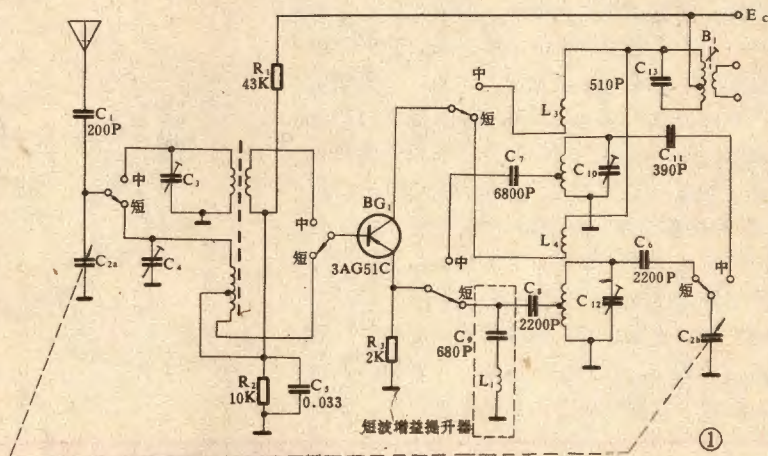 E c
B₁
C₁₃
510P
R₁
43K
中
C₁
200P
L₃
短
C₇
6800P
C₁₀
C₁₁
390P
中
C₃
短
中
BG₁
短
3AG51C
L₄
中
C₂ₐ
C₄
短
C₈
2200P
C₆
2200P
短
中
C₁₂
C₂b
R₃
2K
C₉
680P
L₁
R₂
10K
C₅
0.033
短波增益提升器
①